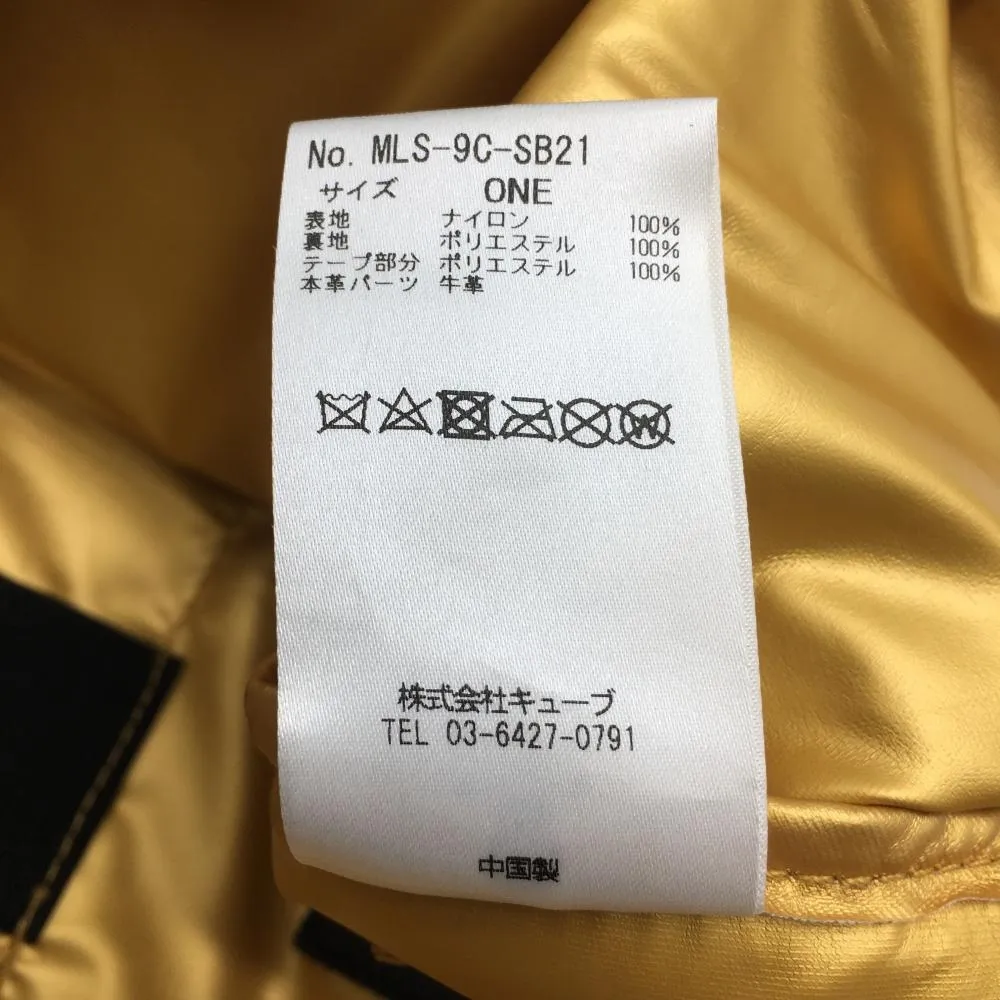 No. MLS-9C-SB21
サイズ ONE
表地 ナイロン 100%
裏地 ポリエステル 100%
テープ部分 ポリエステル 100%
本革パーツ 牛革
W
株式会社キューブ
TEL 03-6427-0791
中国製